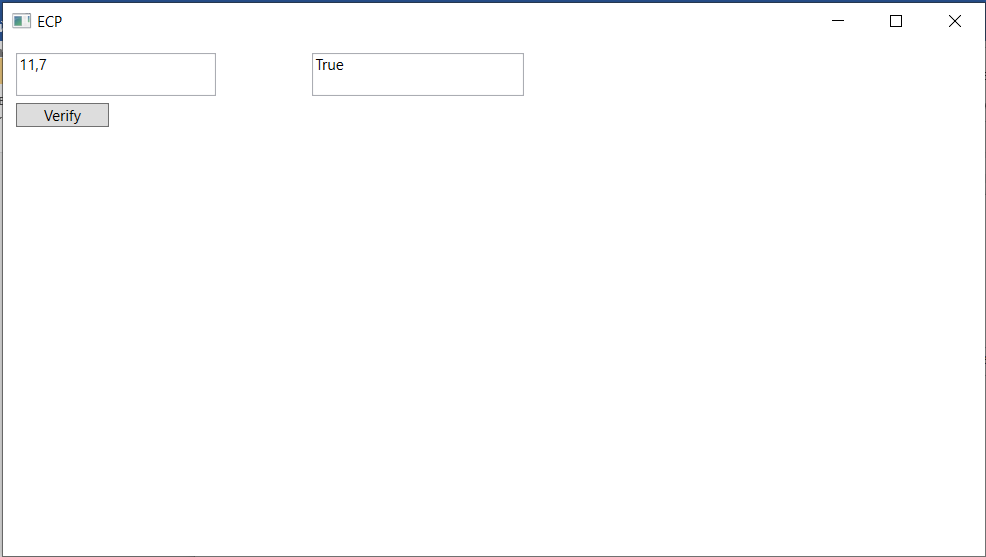 ECP
11,7
True
Verify